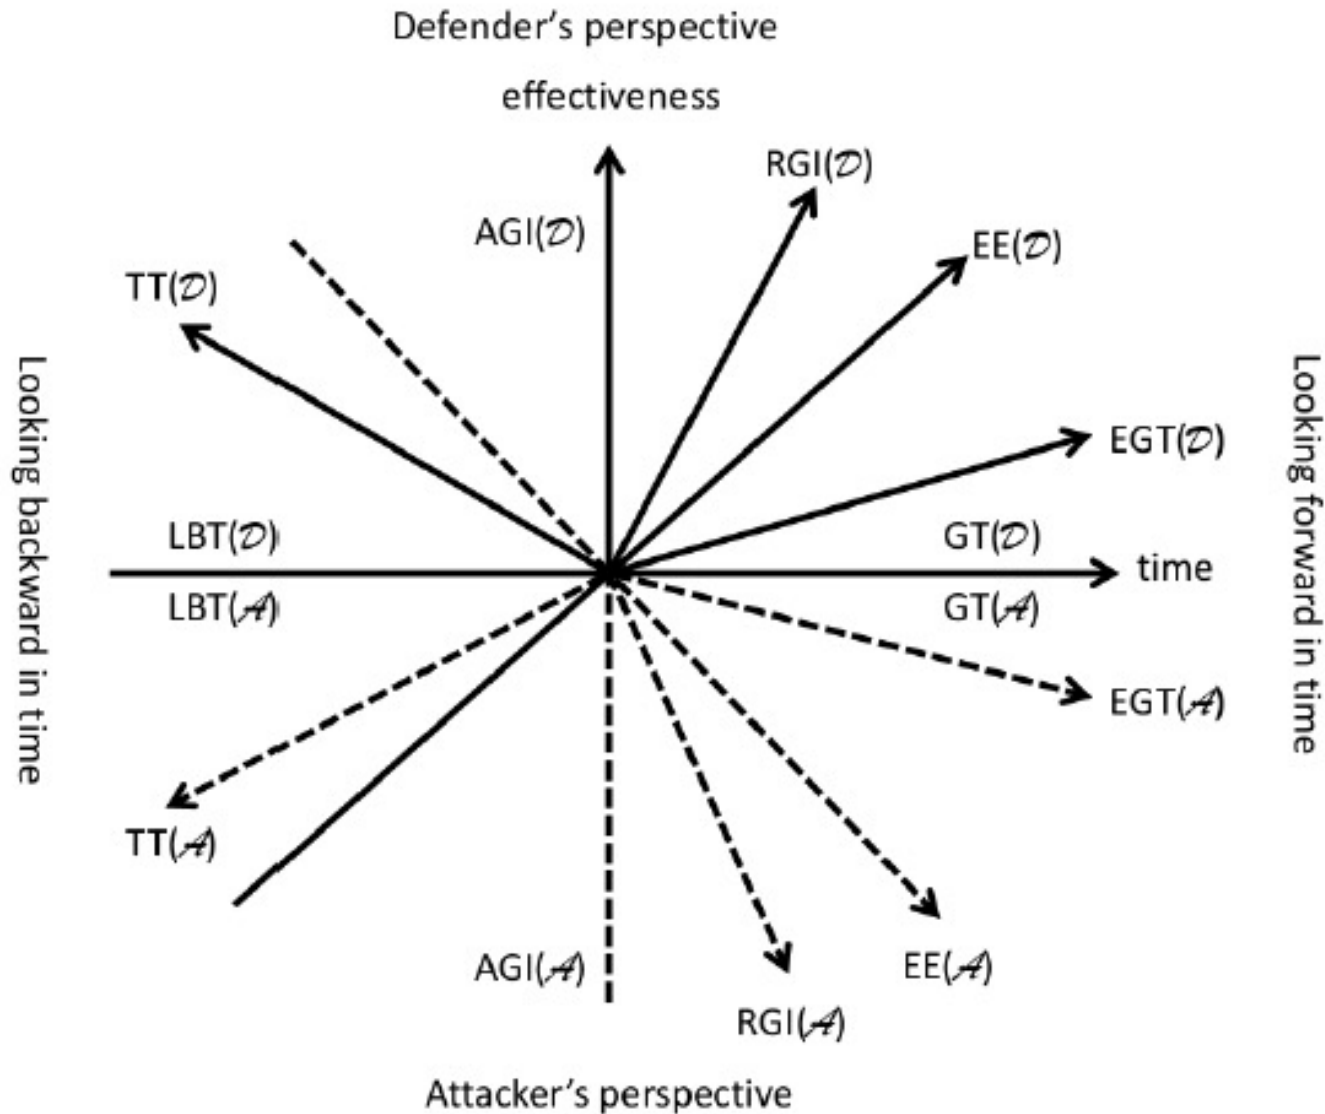 Defender’s perspective
effectiveness
RGI(𝒟)
AGI(𝒟)
EE(𝒟)
TT(𝒟)
EGT(𝒟)
Looking backward in time
Looking forward in time
LBT(𝒟)
GT(𝒟)
time
LBT(𝒜)
GT(𝒜)
EGT(𝒜)
TT(𝒜)
AGI(𝒜)
EE(𝒜)
RGI(𝒜)
Attacker’s perspective